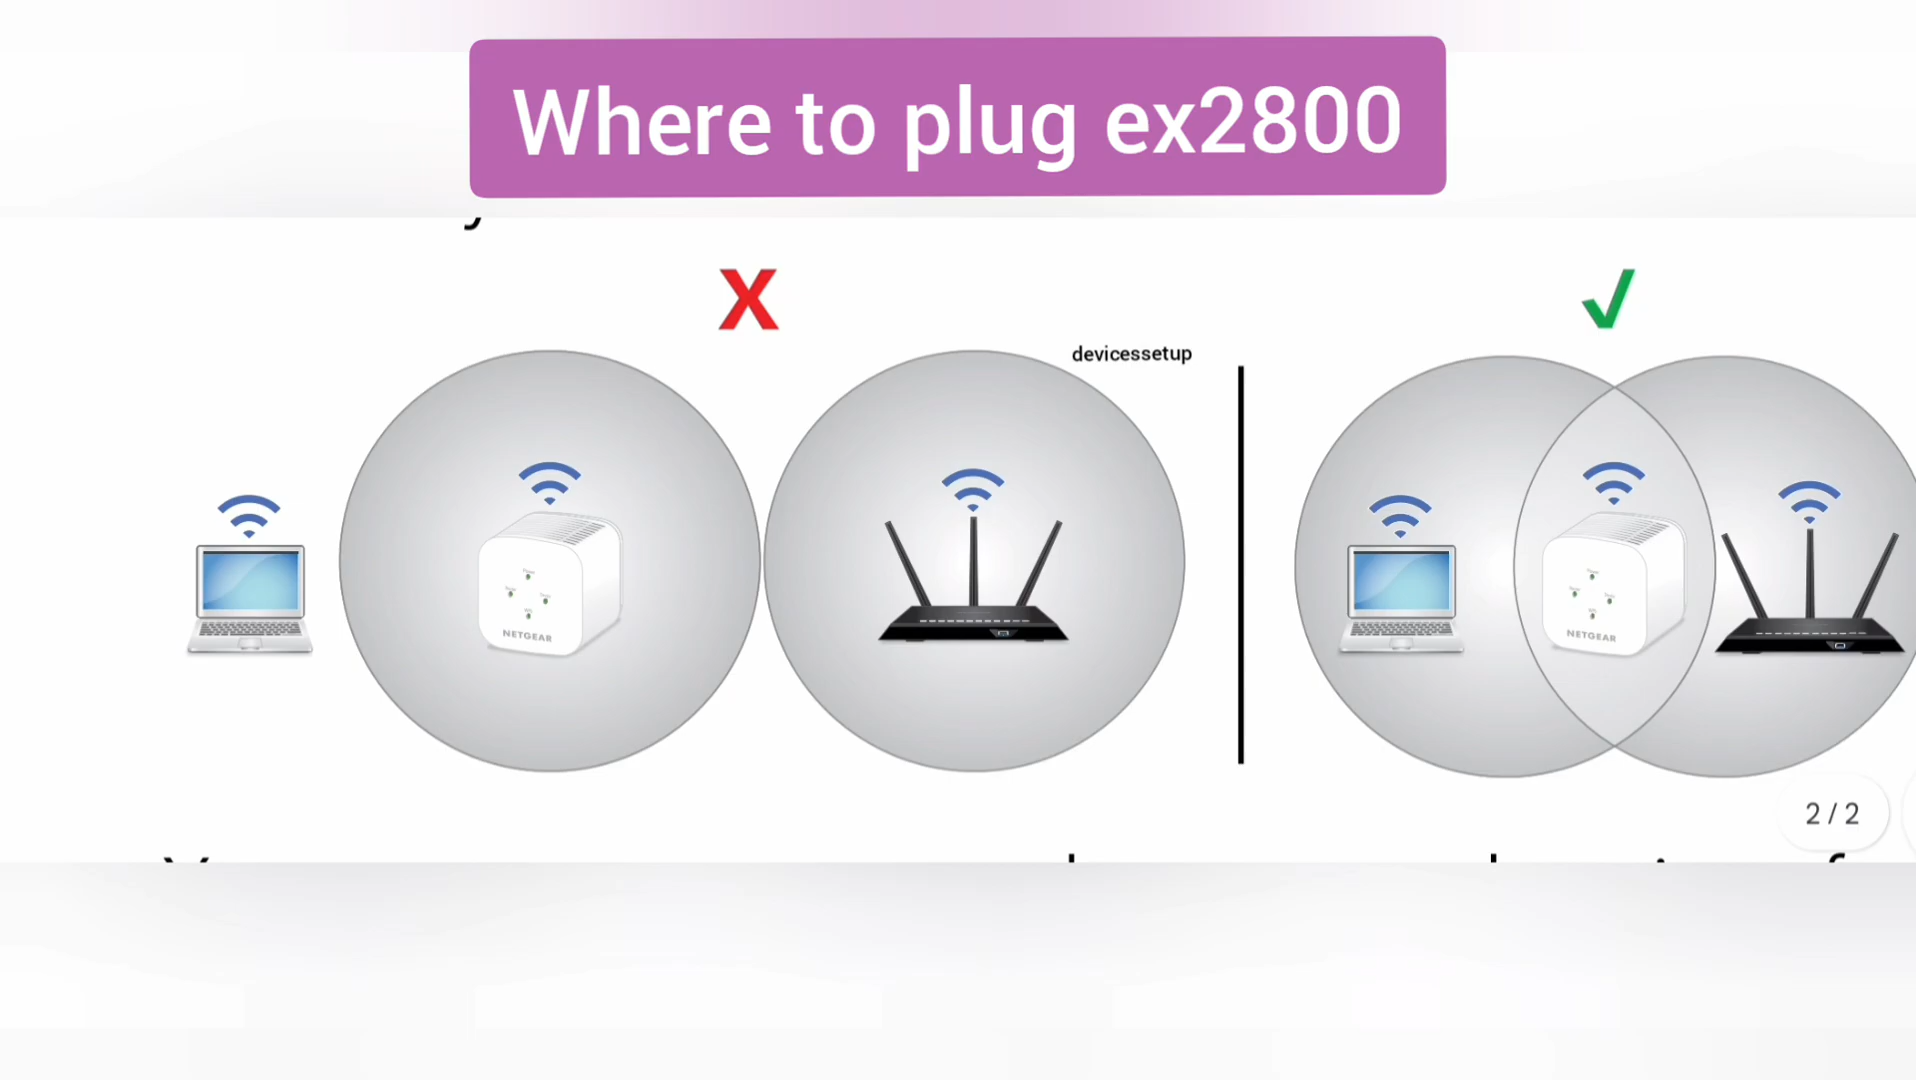 Where to plug ex2800
devicessetup
NETGEAR
NETGEAR
2 / 2